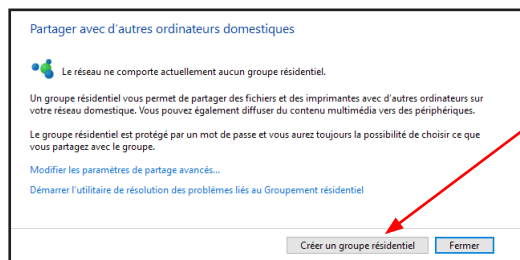 Partager avec d'autres ordinateurs domestiques
Le réseau ne comporte actuellement aucun groupe résidentiel.
Un groupe résidentiel vous permet de partager des fichiers et des imprimantes avec d'autres ordinateurs sur
votre réseau domestique. Vous pouvez également diffuser du contenu multimédia vers des périphériques.
Le groupe résidentiel est protégé par un mot de passe et vous aurez toujours la possibilité de choisir ce que
vous partagez avec le groupe.
Modifier les paramètres de partage avancés...
Démarrer l'utilitaire de résolution des problèmes liés au Groupement résidentiel
Créer un groupe résidentiel Fermer